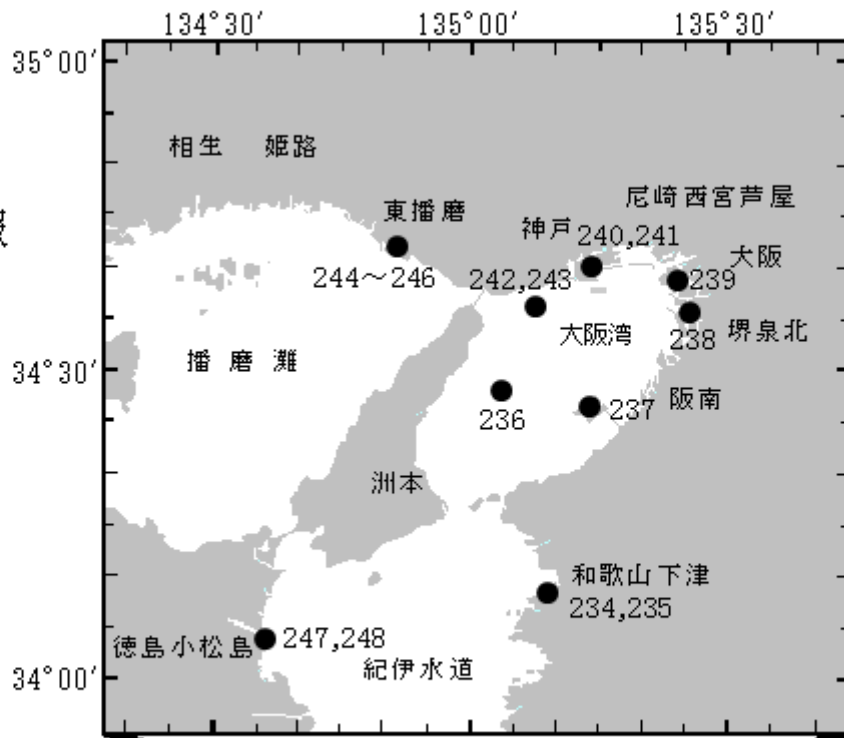 134°30′ 135°00′ 135°30′
35°00′
相生 姫路
尼崎西宮芦屋
東播磨
神戸 240,241
大阪
244～246
242,243
239
大阪湾
238 堺泉北
播磨灘
34°30′
236
237 阪南
洲本
和歌山下津
234,235
徳島小松島 247,248
紀伊水道
34°00′